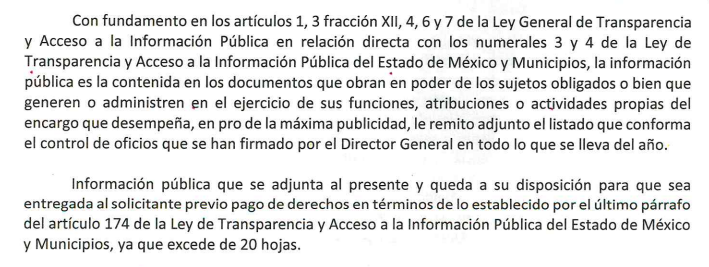 Con fundamento en los artículos 1, 3 fracción XII, 4, 6 y 7 de la Ley General de Transparencia
y Acceso a la Información Pública en relación directa con los numerales 3 y 4 de la Ley de
Transparencia y Acceso a la Información Pública del Estado de México y Municipios, la información
pública es la contenida en los documentos que obran en poder de los sujetos obligados o bien que
generen o administren en el ejercicio de sus funciones, atribuciones o actividades propias del
encargo que desempeña, en pro de la máxima publicidad, le remito adjunto el listado que conforma
el control de oficios que se han firmado por el Director General en todo lo que se lleva del año.
Información pública que se adjunta al presente y queda a su disposición para que sea
entregada al solicitante previo pago de derechos en términos de lo establecido por el último párrafo
del artículo 174 de la Ley de Transparencia y Acceso a la Información Pública del Estado de México
y Municipios, ya que excede de 20 hojas.